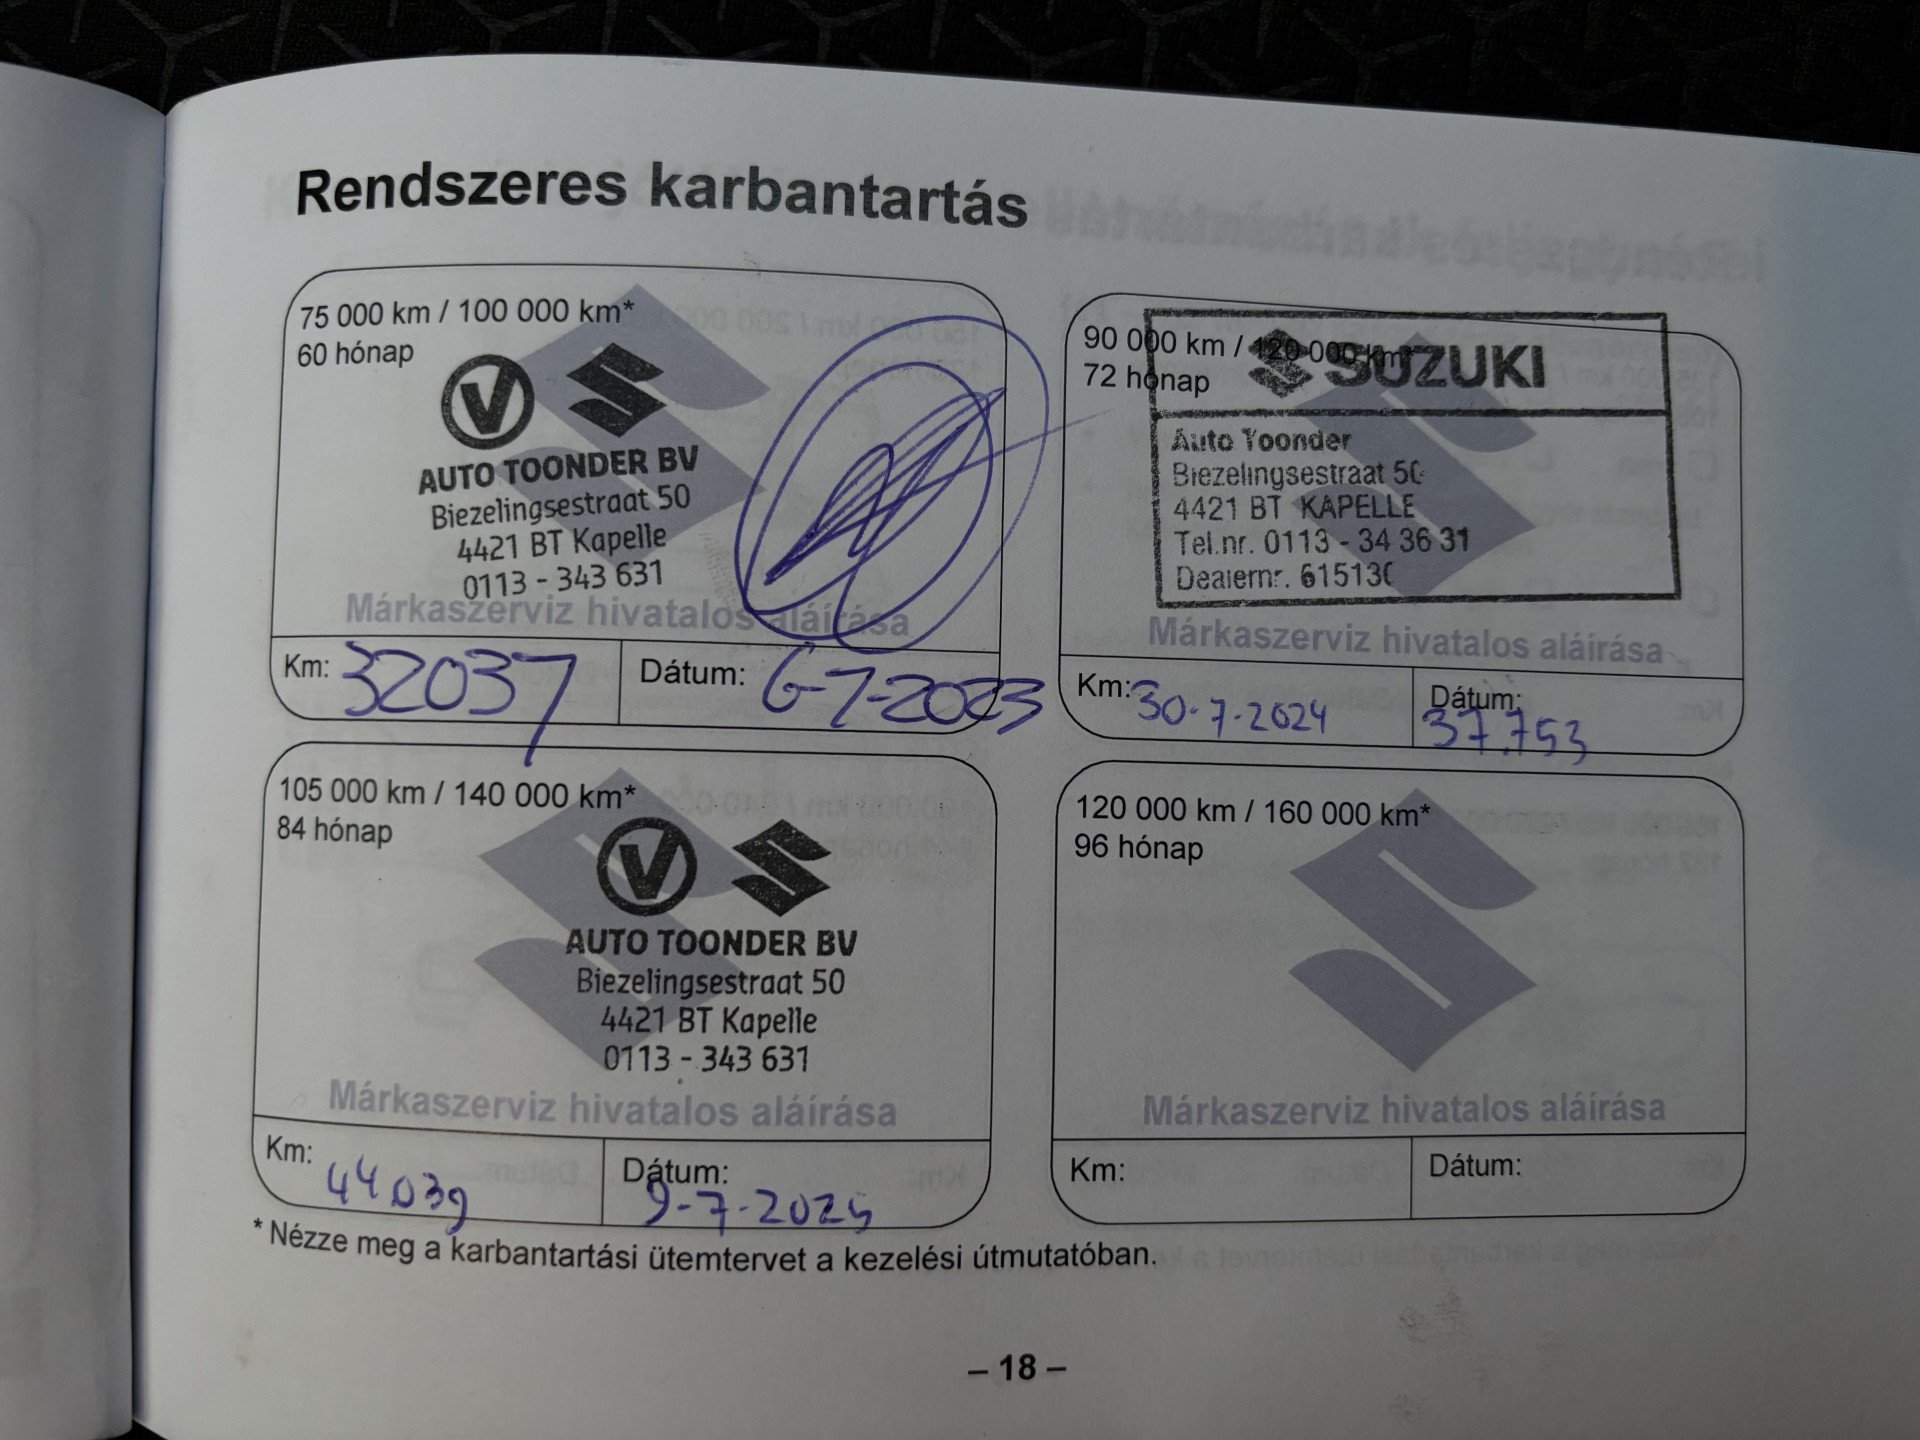 Rendszeres karbantartás
75 000 km / 100 000 km*
60 hónap
AUTO TOONDER BV
Biezelingsestraat 50
4421 BT Kapelle
0113 - 343 631
Márkaszerviz hivatalos aláírása
Km: 32037
Dátum: 6-7-2023
90 000 km / 120 000 km*
72 hónap
SUZUKI
Auto Toonder
Biezelingsestraat 50
4421 BT KAPELLE
Tel.nr. 0113 - 34 36 31
Dealernr. 615130
Márkaszerviz hivatalos aláírása
Km: 30-7-2024
Dátum: 37.753
105 000 km / 140 000 km*
84 hónap
AUTO TOONDER BV
Biezelingsestraat 50
4421 BT Kapelle
0113 - 343 631
Márkaszerviz hivatalos aláírása
Km: 44039
Dátum: 9-7-2025
120 000 km / 160 000 km*
96 hónap
Márkaszerviz hivatalos aláírása
Km:
Dátum:
* Nézze meg a karbantartási ütemtervet a kezelési útmutatóban.
– 18 –